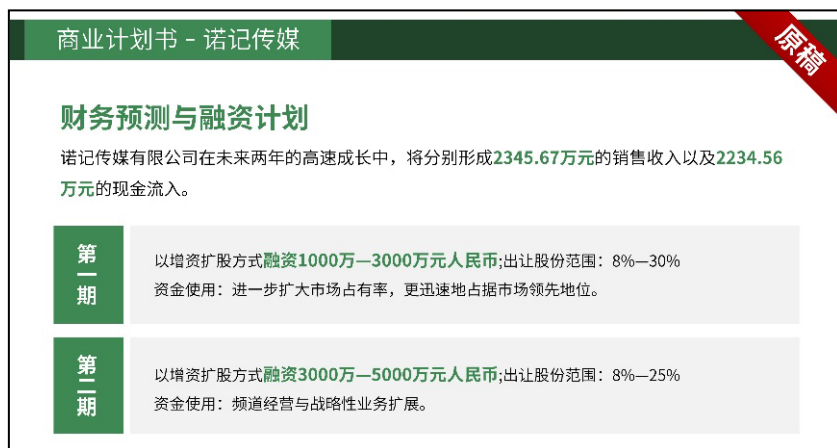 商业计划书 - 诺记传媒
原稿
财务预测与融资计划
诺记传媒有限公司在未来两年的高速成长中，将分别形成2345.67万元的销售收入以及2234.56
万元的现金流入。
第一期
以增资扩股方式融资1000万—3000万元人民币;出让股份范围：8%—30%
资金使用：进一步扩大市场占有率，更迅速地占据市场领先地位。
第二期
以增资扩股方式融资3000万—5000万元人民币;出让股份范围：8%—25%
资金使用：频道经营与战略性业务扩展。